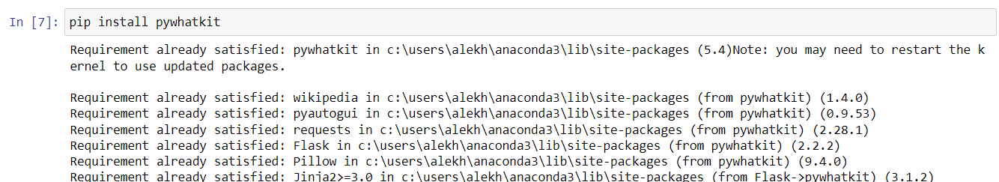 In [7]: pip install pywhatkit
Requirement already satisfied: pywhatkit in c:\users\alekh\anaconda3\lib\site-packages (5.4)Note: you may need to restart the k
ernel to use updated packages.
Requirement already satisfied: wikipedia in c:\users\alekh\anaconda3\lib\site-packages (from pywhatkit) (1.4.0)
Requirement already satisfied: pyautogui in c:\users\alekh\anaconda3\lib\site-packages (from pywhatkit) (0.9.53)
Requirement already satisfied: requests in c:\users\alekh\anaconda3\lib\site-packages (from pywhatkit) (2.28.1)
Requirement already satisfied: Flask in c:\users\alekh\anaconda3\lib\site-packages (from pywhatkit) (2.2.2)
Requirement already satisfied: Pillow in c:\users\alekh\anaconda3\lib\site-packages (from pywhatkit) (9.4.0)
Requirement already satisfied: Jinja2>=3.0 in c:\users\alekh\anaconda3\lib\site-packages (from Flask->pywhatkit) (3.1.2)